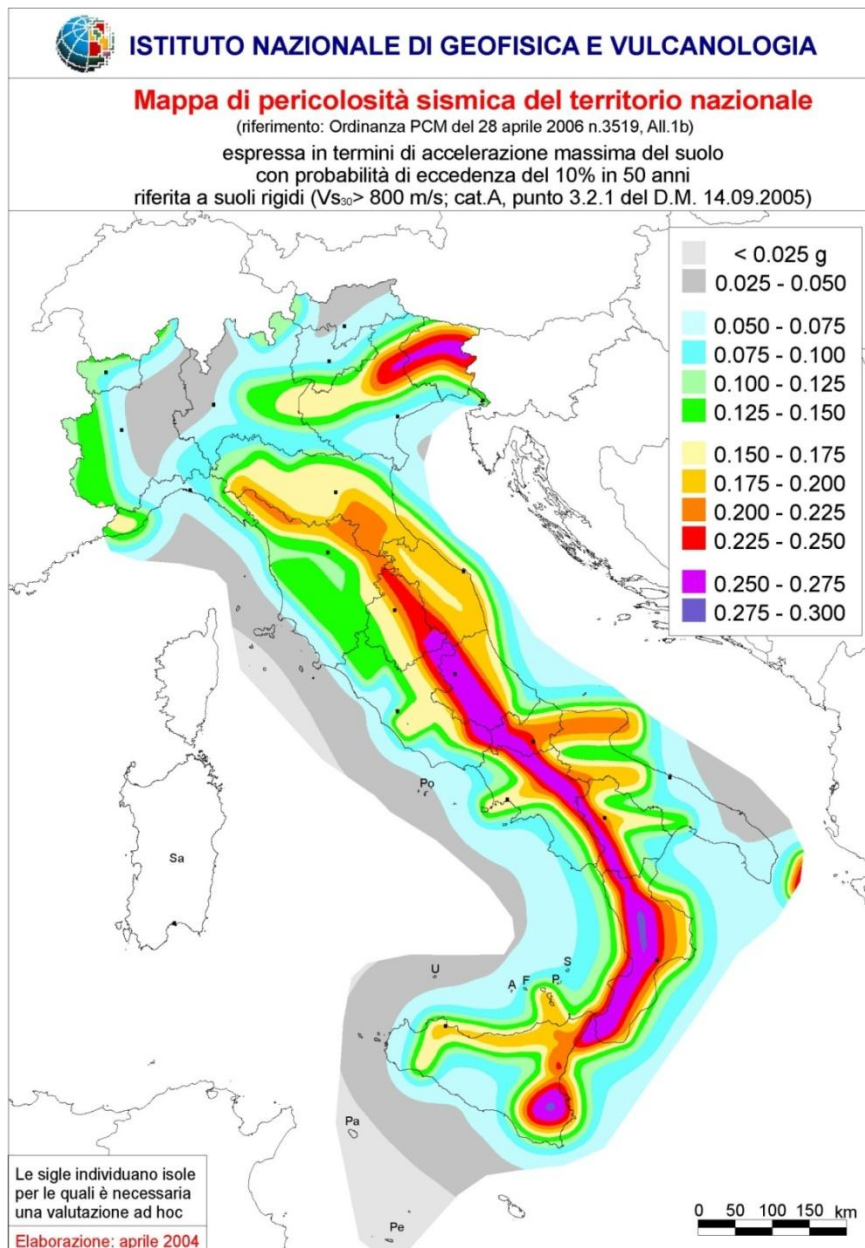 ISTITUTO NAZIONALE DI GEOFISICA E VULCANOLOGIA
Mappa di pericolosità sismica del territorio nazionale
(riferimento: Ordinanza PCM del 28 aprile 2006 n.3519, All.1b)
espressa in termini di accelerazione massima del suolo
con probabilità di eccedenza del 10% in 50 anni
riferita a suoli rigidi (Vs30> 800 m/s; cat.A, punto 3.2.1 del D.M. 14.09.2005)
< 0.025 g
0.025 - 0.050
0.050 - 0.075
0.075 - 0.100
0.100 - 0.125
0.125 - 0.150
0.150 - 0.175
0.175 - 0.200
0.200 - 0.225
0.225 - 0.250
0.250 - 0.275
0.275 - 0.300
Po
Sa
U
A
F
P
S
Pa
Pe
Le sigle individuano isole
per le quali è necessaria
una valutazione ad hoc
Elaborazione: aprile 2004
0 50 100 150 km